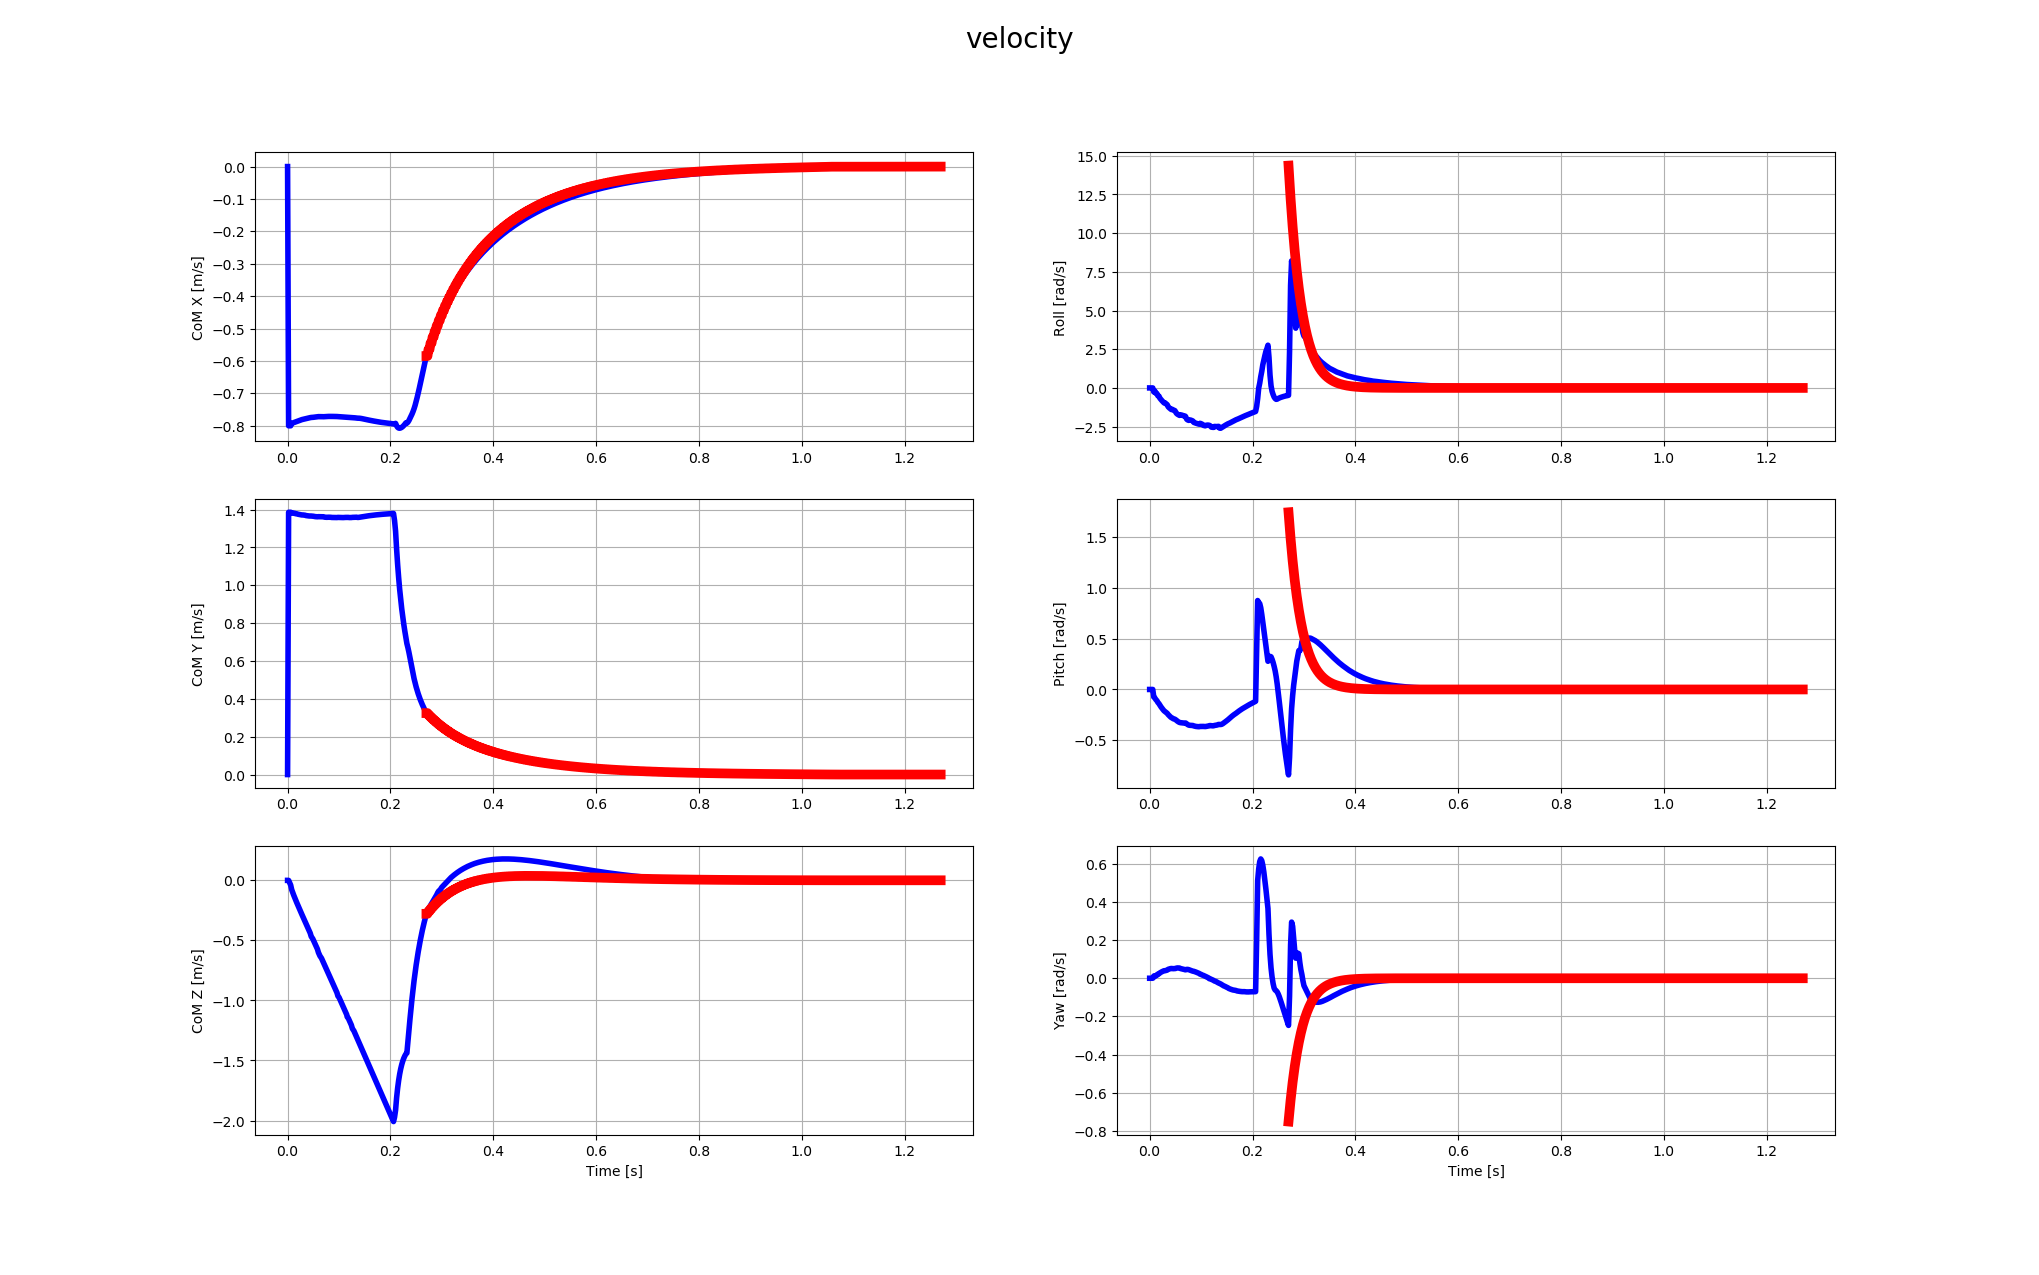 velocity
CoM X [m/s]
0.0
−0.1
−0.2
−0.3
−0.4
−0.5
−0.6
−0.7
−0.8
0.0 0.2 0.4 0.6 0.8 1.0 1.2
Roll [rad/s]
15.0
12.5
10.0
7.5
5.0
2.5
0.0
−2.5
0.0 0.2 0.4 0.6 0.8 1.0 1.2
CoM Y [m/s]
1.4
1.2
1.0
0.8
0.6
0.4
0.2
0.0
0.0 0.2 0.4 0.6 0.8 1.0 1.2
Pitch [rad/s]
1.5
1.0
0.5
0.0
−0.5
0.0 0.2 0.4 0.6 0.8 1.0 1.2
CoM Z [m/s]
0.0
−0.5
−1.0
−1.5
−2.0
0.0 0.2 0.4 0.6 0.8 1.0 1.2
Time [s]
Yaw [rad/s]
0.6
0.4
0.2
0.0
−0.2
−0.4
−0.6
−0.8
0.0 0.2 0.4 0.6 0.8 1.0 1.2
Time [s]